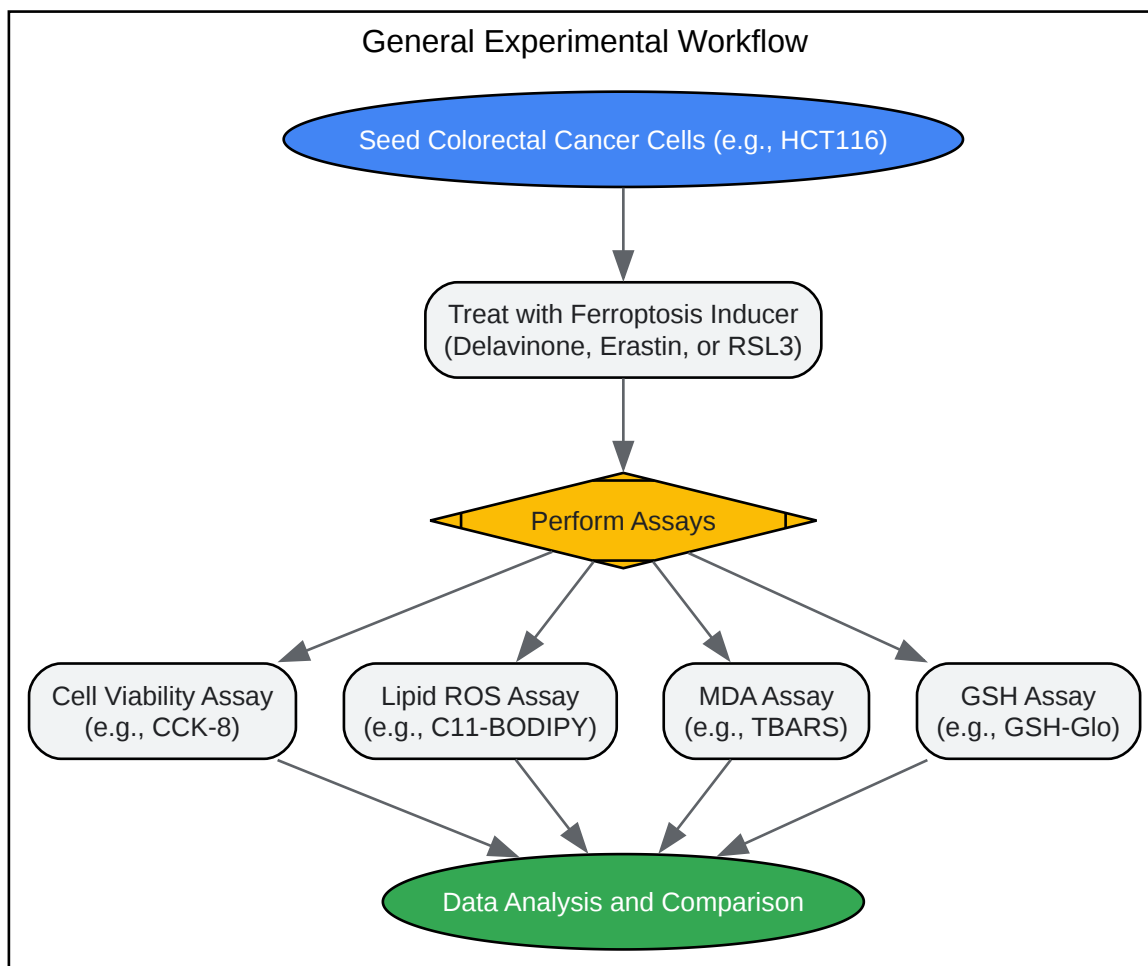 General Experimental Workflow
Seed Colorectal Cancer Cells (e.g., HCT116)
Treat with Ferroptosis Inducer
(Delavinone, Erastin, or RSL3)
Perform Assays
Cell Viability Assay
(e.g., CCK-8)
Lipid ROS Assay
(e.g., C11-BODIPY)
MDA Assay
(e.g., TBARS)
GSH Assay
(e.g., GSH-Glo)
Data Analysis and Comparison